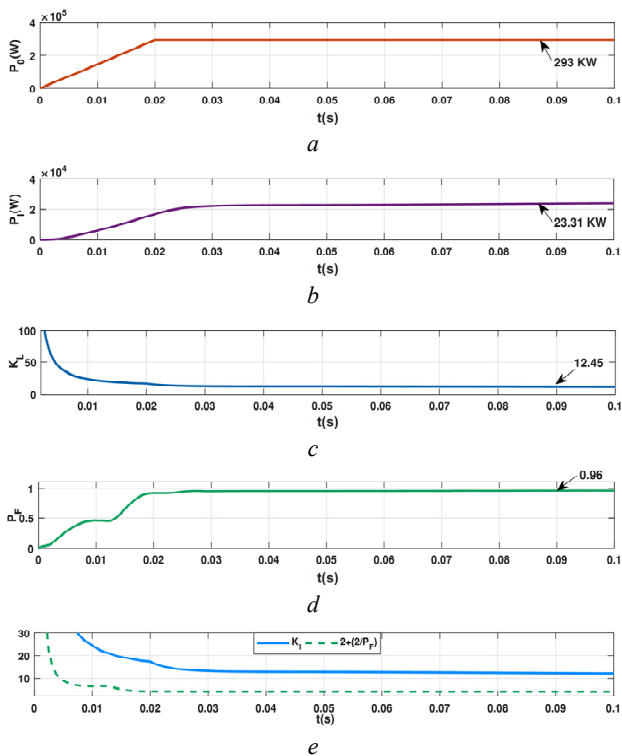 ×10⁵
4
2
0
P₀(W)
293 KW
0 0.01 0.02 0.03 0.04 0.05 0.06 0.07 0.08 0.09 0.1
t(s)
a
×10⁴
4
2
0
P_I(W)
23.31 KW
0 0.01 0.02 0.03 0.04 0.05 0.06 0.07 0.08 0.09 0.1
t(s)
b
100
50
0
K_L
12.45
0.01 0.02 0.03 0.04 0.05 0.06 0.07 0.08 0.09 0.1
t(s)
c
1
0.5
0
P_F
0.96
0 0.01 0.02 0.03 0.04 0.05 0.06 0.07 0.08 0.09 0.1
t(s)
d
30
20
10
K_I 2+(2/P_F)
0 0.01 0.02 0.03 0.04 0.05 0.06 0.07 0.08 0.09 0.1
t(s)
e